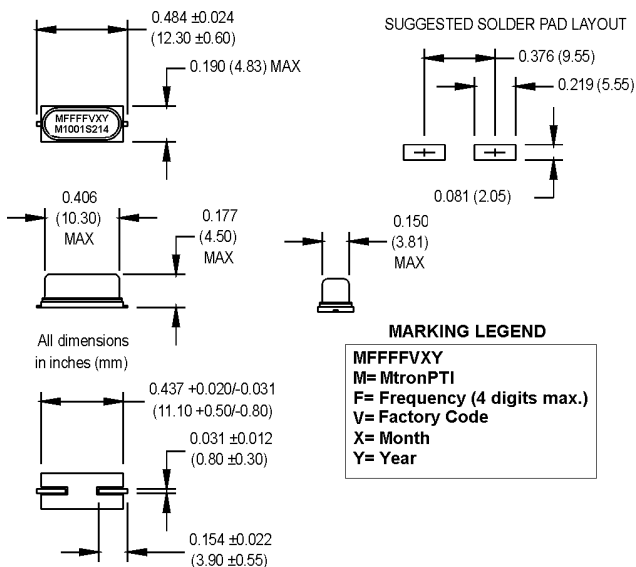 0.484 ±0.024
(12.30 ±0.60)
0.190 (4.83) MAX
MFFFFVXY
M1001S214
SUGGESTED SOLDER PAD LAYOUT
0.376 (9.55)
0.219 (5.55)
0.081 (2.05)
0.406
(10.30)
MAX
0.177
(4.50)
MAX
0.150
(3.81)
MAX
All dimensions
in inches (mm)
MARKING LEGEND
MFFFFVXY
M= MtronPTI
F= Frequency (4 digits max.)
V= Factory Code
X= Month
Y= Year
0.437 +0.020/-0.031
(11.10 +0.50/-0.80)
0.031 ±0.012
(0.80 ±0.30)
0.154 ±0.022
(3.90 ±0.55)